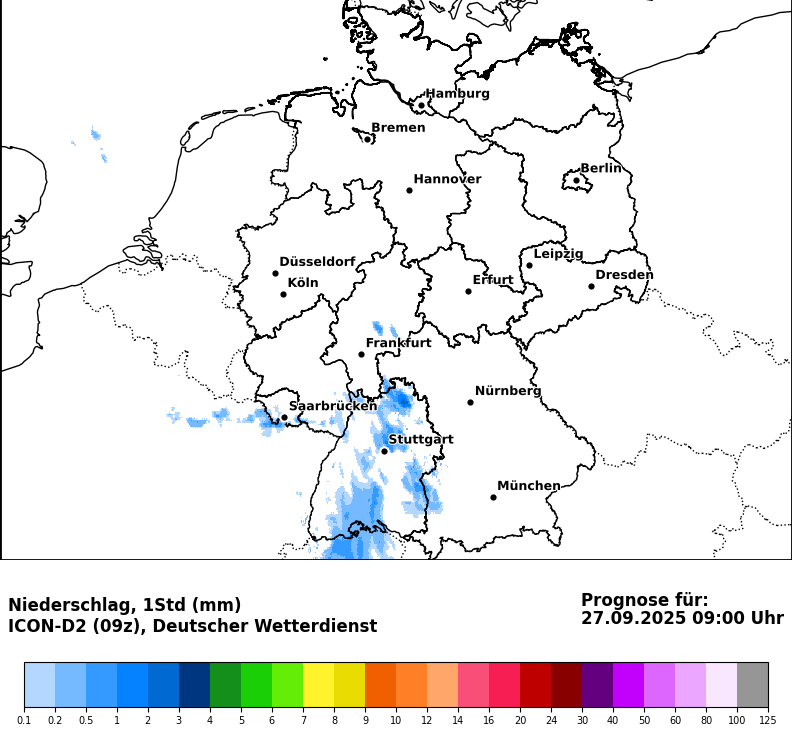 Hamburg
Bremen
Berlin
Hannover
Leipzig
Düsseldorf
Dresden
Erfurt
Köln
Frankfurt
Nürnberg
Saarbrücken
Stuttgart
München
Niederschlag, 1Std (mm)
ICON-D2 (09z), Deutscher Wetterdienst
Prognose für:
27.09.2025 09:00 Uhr
0.1 0.2 0.5 1 2 3 4 5 6 7 8 9 10 12 14 16 20 24 30 40 50 60 80 100 125